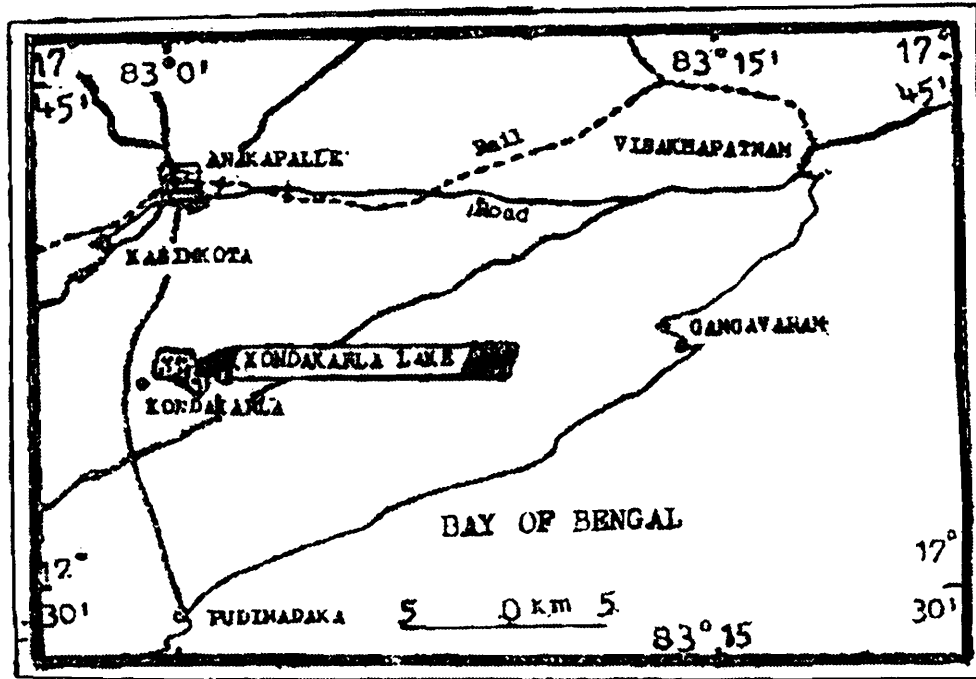 83°0'
83°15'
17°
45'
17
45'
Rail
VISAKHAPATNAM
ANAKAPALLE
Road
KASIMKOTA
GANGAVARAM
KONDAKARLA LAKE
KONDAKARLA
BAY OF BENGAL
17°
30'
17°
30'
PUDIMADAKA
5 0 km 5
83°15